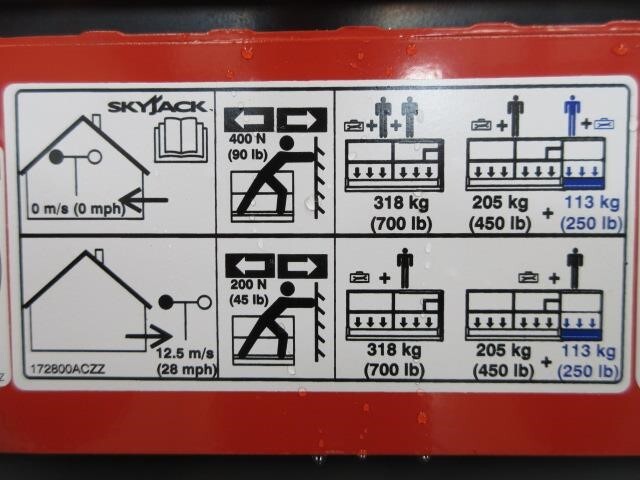 SKYJACK
400 N
(90 lb)
+ +
318 kg
(700 lb)
+
205 kg
(450 lb)
+
+
113 kg
(250 lb)
0 m/s (0 mph)
200 N
(45 lb)
+
318 kg
(700 lb)
+
205 kg
(450 lb)
+
113 kg
(250 lb)
12.5 m/s
(28 mph)
172800ACZZ